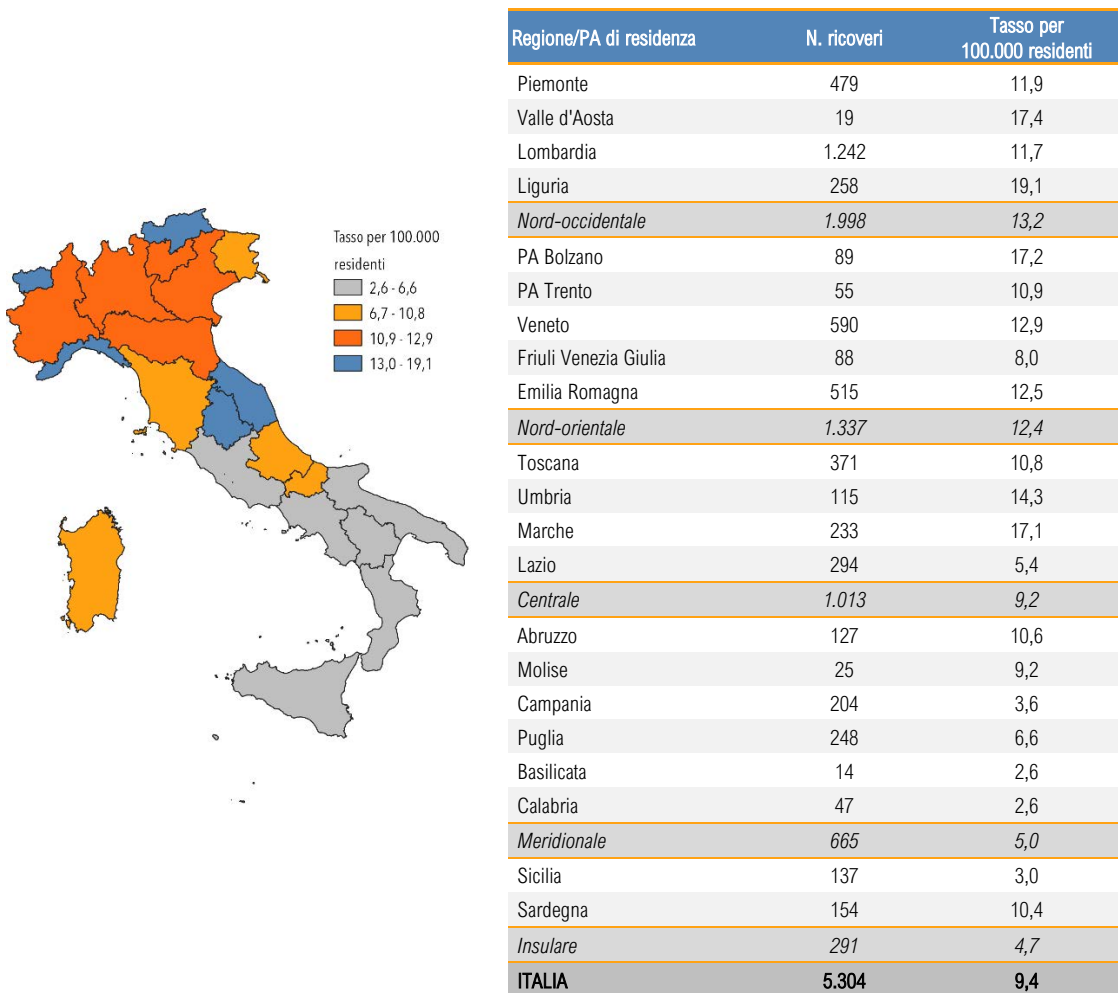 Tasso per 100.000
residenti
2,6 - 6,6
6,7 - 10,8
10,9 - 12,9
13,0 - 19,1
Regione/PA di residenza N. ricoveri Tasso per 100.000 residenti
Piemonte 479 11,9
Valle d'Aosta 19 17,4
Lombardia 1.242 11,7
Liguria 258 19,1
Nord-occidentale 1.998 13,2
PA Bolzano 89 17,2
PA Trento 55 10,9
Veneto 590 12,9
Friuli Venezia Giulia 88 8,0
Emilia Romagna 515 12,5
Nord-orientale 1.337 12,4
Toscana 371 10,8
Umbria 115 14,3
Marche 233 17,1
Lazio 294 5,4
Centrale 1.013 9,2
Abruzzo 127 10,6
Molise 25 9,2
Campania 204 3,6
Puglia 248 6,6
Basilicata 14 2,6
Calabria 47 2,6
Meridionale 665 5,0
Sicilia 137 3,0
Sardegna 154 10,4
Insulare 291 4,7
ITALIA 5.304 9,4